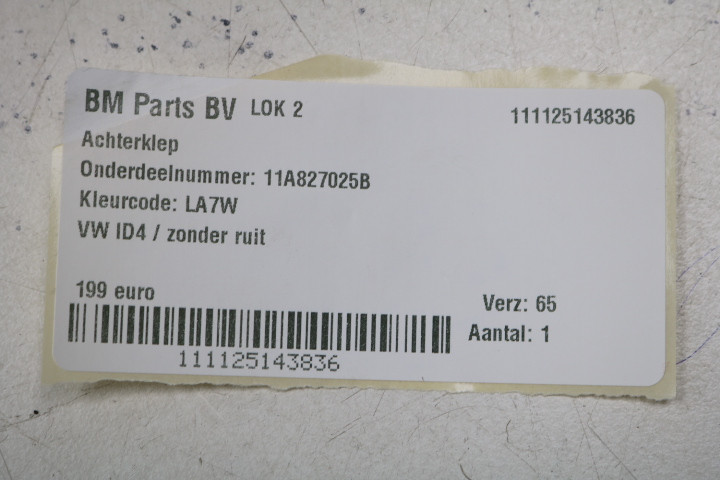 BM Parts BV LOK 2 111125143836
Achterklep
Onderdeelnummer: 11A827025B
Kleurcode: LA7W
VW ID4 / zonder ruit
199 euro Verz: 65
Aantal: 1
111125143836